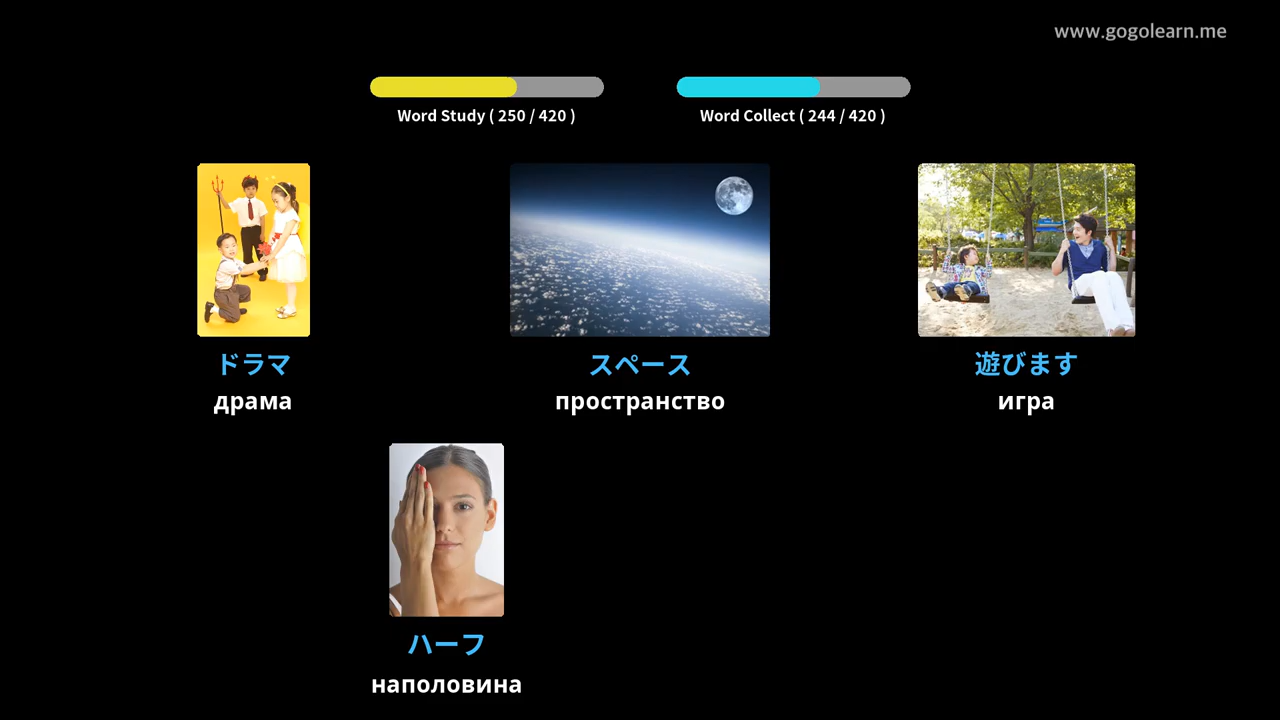 www.gogolearn.me
Word Study ( 250 / 420 )
Word Collect ( 244 / 420 )
ドラマ
драма
スペース
пространство
遊びます
игра
ハーフ
наполовина